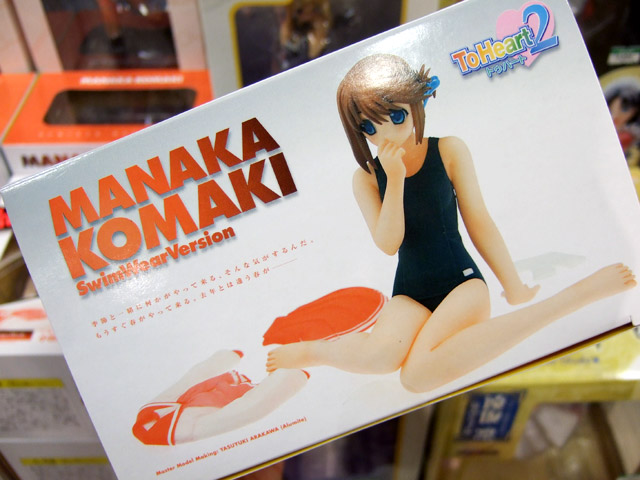 ToHeart2
トゥハート2
MANAKA
KOMAKI
SwimWearVersion
季節と一緒に何かがやって来る。そんな気がするんだ。
もうすぐ春がやって来る。去年とは違う春が———
Master Model Making: YASUYUKI ARAKAWA (Alumite)
MANAKA KOMAKI